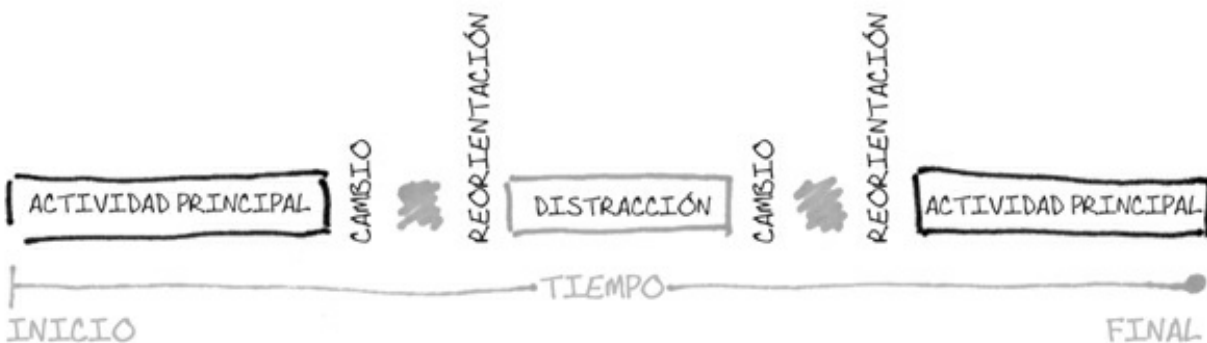 ACTIVIDAD PRINCIPAL
CAMBIO
REORIENTACIÓN
DISTRACCIÓN
CAMBIO
REORIENTACIÓN
ACTIVIDAD PRINCIPAL
TIEMPO
INICIO
FINAL